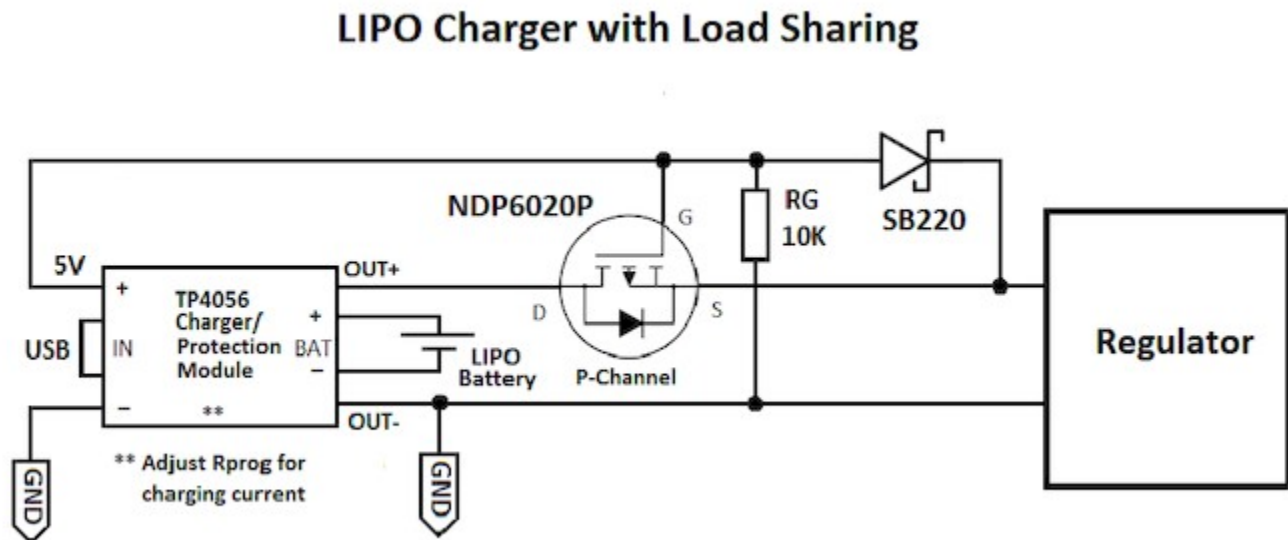 LIPO Charger with Load Sharing
NDP6020P
G
RG
10K
SB220
5V
OUT+
+
TP4056
Charger/
Protection
Module
+
USB
IN
BAT
−
LIPO
Battery
D
S
P-Channel
Regulator
−
**
OUT-
** Adjust Rprog for
charging current
GND
GND